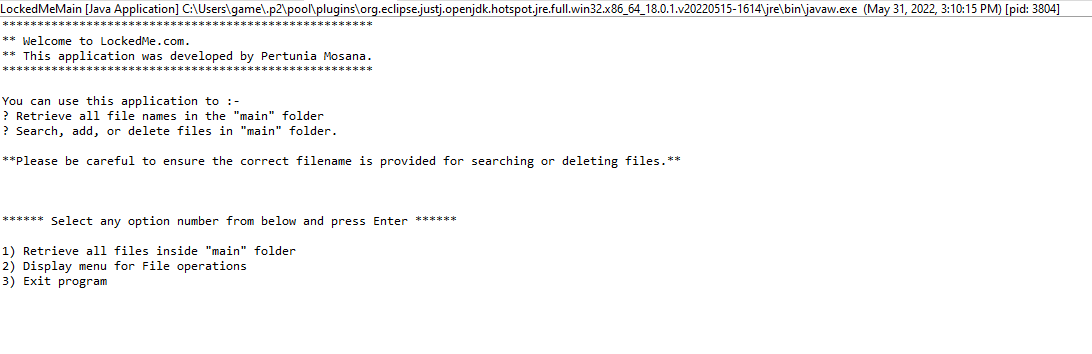 LockedMeMain [Java Application] C:\Users\game\.p2\pool\plugins\org.eclipse.justj.openjdk.hotspot.jre.full.win32.x86_64_18.0.1.v20220515-1614\jre\bin\javaw.exe  (May 31, 2022, 3:10:15 PM) [pid: 3804]
*****************************************************
** Welcome to LockedMe.com.
** This application was developed by Pertunia Mosana.
*****************************************************
You can use this application to :-
? Retrieve all file names in the "main" folder
? Search, add, or delete files in "main" folder.
**Please be careful to ensure the correct filename is provided for searching or deleting files.**
****** Select any option number from below and press Enter ******
1) Retrieve all files inside "main" folder
2) Display menu for File operations
3) Exit program